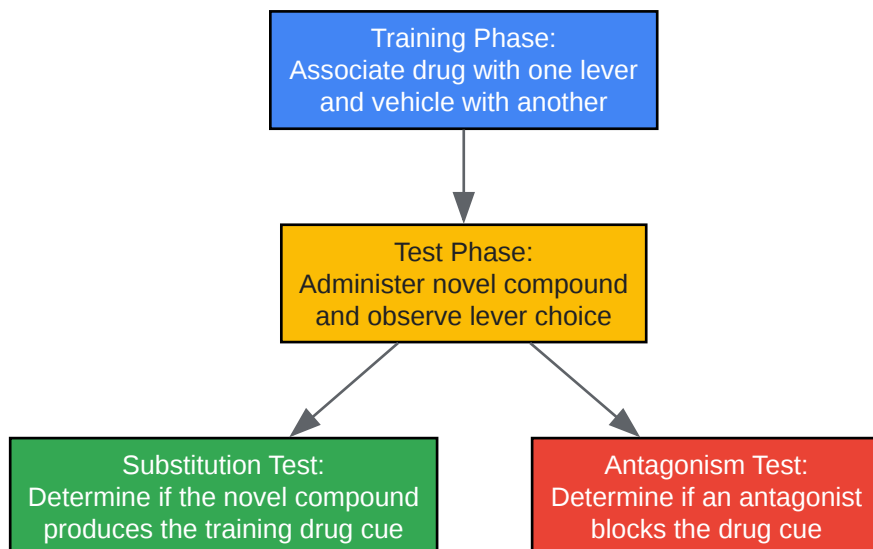 Training Phase:
Associate drug with one lever
and vehicle with another
Test Phase:
Administer novel compound
and observe lever choice
Substitution Test:
Determine if the novel compound
produces the training drug cue
Antagonism Test:
Determine if an antagonist
blocks the drug cue